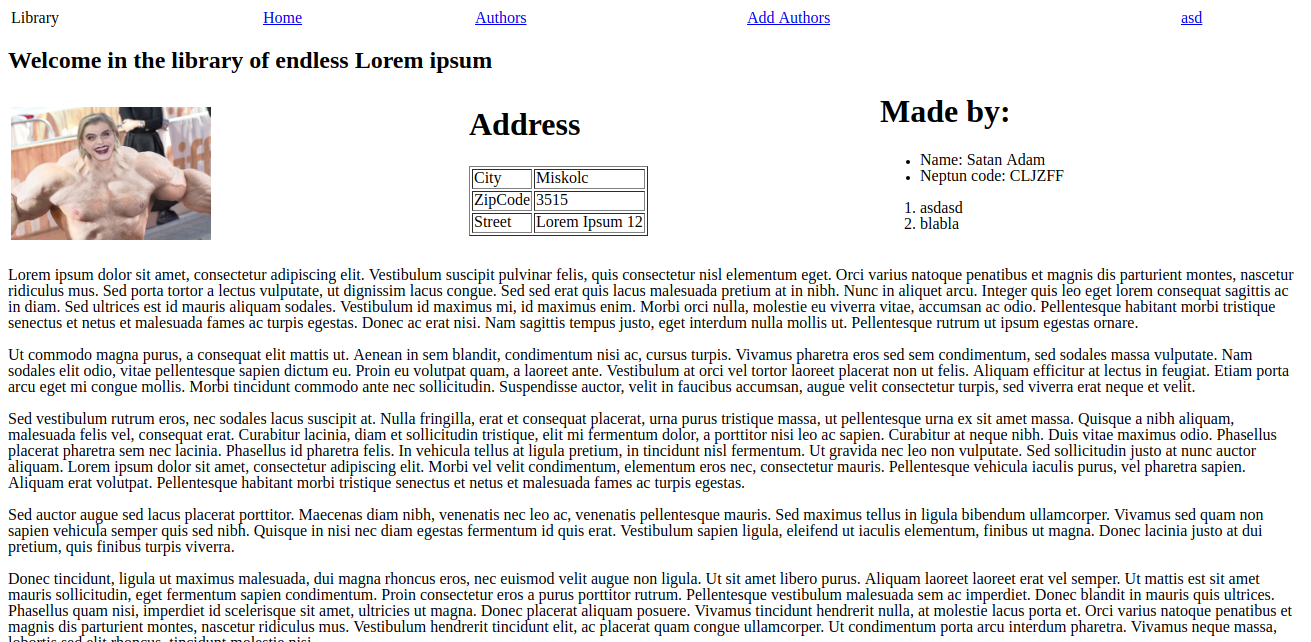 Library Home Authors Add Authors asd
Welcome in the library of endless Lorem ipsum
Address
City Miskolc
ZipCode 3515
Street Lorem Ipsum 12
Made by:
Name: Satan Adam
Neptun code: CLJZFF
1. asdasd
2. blabla
Lorem ipsum dolor sit amet, consectetur adipiscing elit. Vestibulum suscipit pulvinar felis, quis consectetur nisl elementum eget. Orci varius natoque penatibus et magnis dis parturient montes, nascetur
ridiculus mus. Sed porta tortor a lectus vulputate, ut dignissim lacus congue. Sed sed erat quis lacus malesuada pretium at in nibh. Nunc in aliquet arcu. Integer quis leo eget lorem consequat sagittis ac
in diam. Sed ultrices est id mauris aliquam sodales. Vestibulum id maximus mi, id maximus enim. Morbi orci nulla, molestie eu viverra vitae, accumsan ac odio. Pellentesque habitant morbi tristique
senectus et netus et malesuada fames ac turpis egestas. Donec ac erat nisi. Nam sagittis tempus justo, eget interdum nulla mollis ut. Pellentesque rutrum ut ipsum egestas ornare.
Ut commodo magna purus, a consequat elit mattis ut. Aenean in sem blandit, condimentum nisi ac, cursus turpis. Vivamus pharetra eros sed sem condimentum, sed sodales massa vulputate. Nam
sodales elit odio, vitae pellentesque sapien dictum eu. Proin eu volutpat quam, a laoreet ante. Vestibulum at orci vel tortor laoreet placerat non ut felis. Aliquam efficitur at lectus in feugiat. Etiam porta
arcu eget mi congue mollis. Morbi tincidunt commodo ante nec sollicitudin. Suspendisse auctor, velit in faucibus accumsan, augue velit consectetur turpis, sed viverra erat neque et velit.
Sed vestibulum rutrum eros, nec sodales lacus suscipit at. Nulla fringilla, erat et consequat placerat, urna purus tristique massa, ut pellentesque urna ex sit amet massa. Quisque a nibh aliquam,
malesuada felis vel, consequat erat. Curabitur lacinia, diam et sollicitudin tristique, elit mi fermentum dolor, a porttitor nisi leo ac sapien. Curabitur at neque nibh. Duis vitae maximus odio. Phasellus
placerat pharetra sem nec lacinia. Phasellus id pharetra felis. In vehicula tellus at ligula pretium, in tincidunt nisl fermentum. Ut gravida nec leo non vulputate. Sed sollicitudin justo at nunc auctor
aliquam. Lorem ipsum dolor sit amet, consectetur adipiscing elit. Morbi vel velit condimentum, elementum eros nec, consectetur mauris. Pellentesque vehicula iaculis purus, vel pharetra sapien.
Aliquam erat volutpat. Pellentesque habitant morbi tristique senectus et netus et malesuada fames ac turpis egestas.
Sed auctor augue sed lacus placerat porttitor. Maecenas diam nibh, venenatis nec leo ac, venenatis pellentesque mauris. Sed maximus tellus in ligula bibendum ullamcorper. Vivamus sed quam non
sapien vehicula semper quis sed nibh. Quisque in nisi nec diam egestas fermentum id quis erat. Vestibulum sapien ligula, eleifend ut iaculis elementum, finibus ut magna. Donec lacinia justo at dui
pretium, quis finibus turpis viverra.
Donec tincidunt, ligula ut maximus malesuada, dui magna rhoncus eros, nec euismod velit augue non ligula. Ut sit amet libero purus. Aliquam laoreet laoreet erat vel semper. Ut mattis est sit amet
mauris sollicitudin, eget fermentum sapien condimentum. Proin consectetur eros a purus porttitor rutrum. Pellentesque vestibulum malesuada sem ac imperdiet. Donec blandit in mauris quis ultrices.
Phasellus quam nisi, imperdiet id scelerisque sit amet, ultricies ut magna. Donec placerat aliquam posuere. Vivamus tincidunt hendrerit nulla, at molestie lacus porta et. Orci varius natoque penatibus et
magnis dis parturient montes, nascetur ridiculus mus. Vestibulum hendrerit tincidunt elit, ac placerat quam congue ullamcorper. Ut condimentum porta arcu interdum pharetra. Vivamus neque massa,
lobortis sed elit rhoncus, tincidunt molestie nisi.